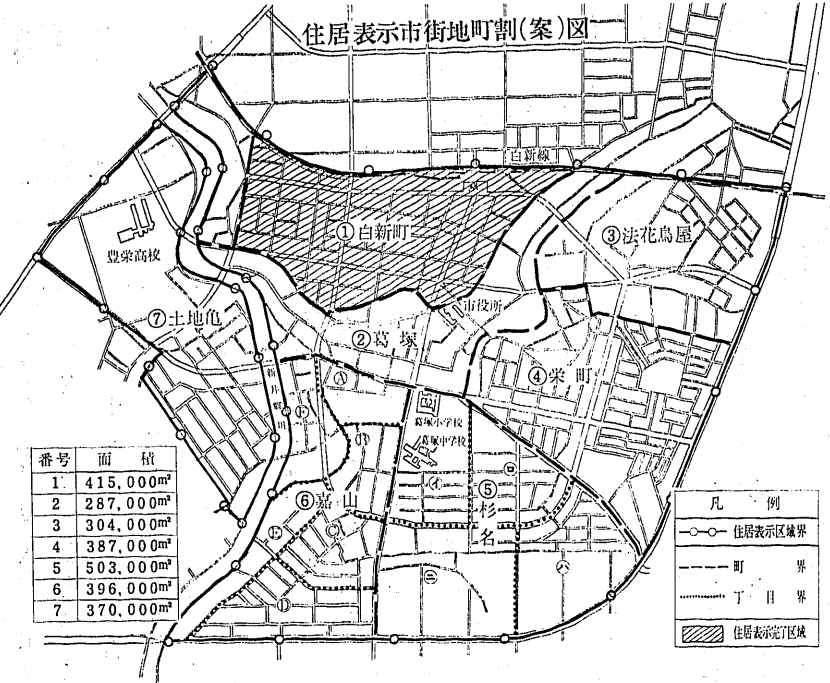 住居表示市街地町割(案)図
白新線
駅
①白新町
③法花鳥屋
豊栄高校
市役所
⑦土地亀
②葛塚
④栄町
新井郷川
Ⓐ
Ⓕ
Ⓑ
葛塚小学校
葛塚中学校
㋑
㋺
⑤杉名
⑥嘉山
Ⓒ
Ⓔ
Ⓓ
㋥
㋩
番号 面積
1 415,000m²
2 287,000m²
3 304,000m²
4 387,000m²
5 503,000m²
6 396,000m²
7 370,000m²
凡例
住居表示区域界
町界
丁目界
住居表示完了区域